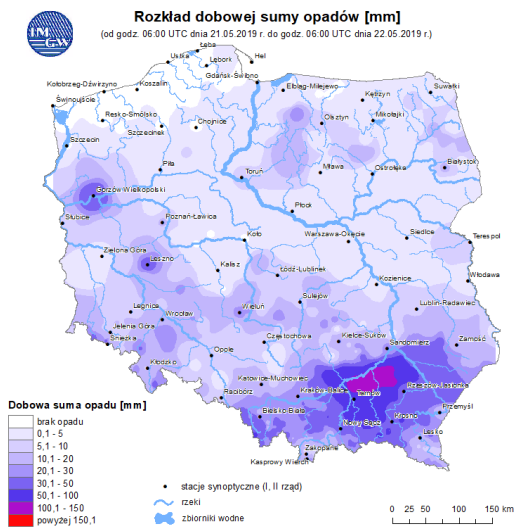 IM
GW
Rozkład dobowej sumy opadów [mm]
(od godz. 06:00 UTC dnia 21.05.2019 r. do godz. 06:00 UTC dnia 22.05.2019 r.)
Łeba
Ustka
Lębork
Hel
Gdańsk-Świbno
Kołobrzeg-Dźwirzyno
Koszalin
Elbląg-Milejewo
Suwałki
Świnoujście
Kętrzyn
Resko-Smólsko
Chojnice
Olsztyn
Mikołajki
Szczecinek
Szczecin
Piła
Toruń
Mława
Ostrołęka
Białystok
Gorzów Wielkopolski
Płock
Słubice
Poznań-Ławica
Koło
Warszawa-Okęcie
Siedlce
Terespol
Zielona Góra
Leszno
Kalisz
Łódź-Lublinek
Kozienice
Włodawa
Legnica
Wrocław
Wieluń
Sulejów
Lublin-Radawiec
Jelenia Góra
Śnieżka
Częstochowa
Kielce-Suków
Sandomierz
Zamość
Kłodzko
Opole
Katowice-Muchowiec
Racibórz
Tarnów
Bielsko Biała
Krosno
Przemyśl
Nowy Sącz
Lesko
Zakopane
Kasprowy Wierch
Dobowa suma opadu [mm]
brak opadu
0,1 - 5
5,1 - 10
10,1 - 20
20,1 - 30
30,1 - 50
50,1 - 100
100,1 - 150
powyżej 150,1
stacje synoptyczne (I, II rząd)
rzeki
zbiorniki wodne
0 25 50 100 150 km